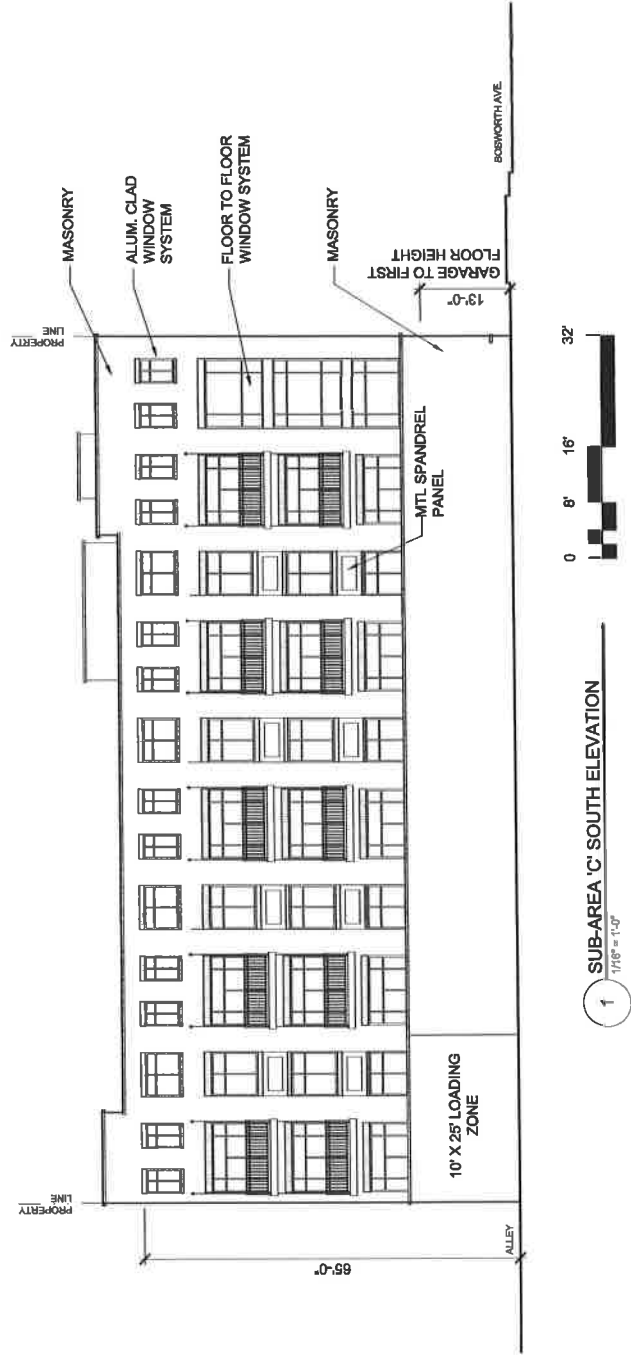 PROPERTY
LINE
PROPERTY
LINE
MASONRY
ALUM. CLAD
WINDOW
SYSTEM
FLOOR TO FLOOR
WINDOW SYSTEM
MASONRY
MTL SPANDREL
PANEL
GARAGE TO FIRST
FLOOR HEIGHT
13'-0"
65'-0"
10' X 25' LOADING
ZONE
ALLEY
BOSWORTH AVE.
1
SUB-AREA 'C' SOUTH ELEVATION
1/16" = 1'-0"
0 8' 16' 32'